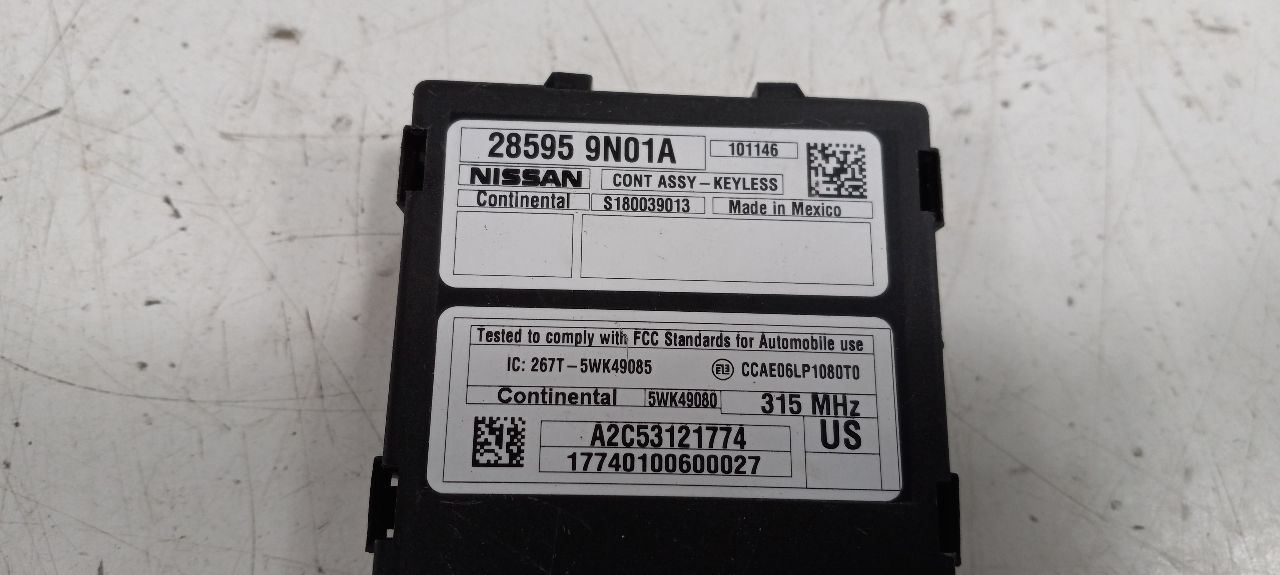 28595 9N01A 101146
NISSAN CONT ASSY-KEYLESS
Continental S180039013 Made in Mexico
Tested to comply with FCC Standards for Automobile use
IC: 267T-5WK49085 E13 CCAE06LP1080T0
Continental 5WK49080 315 MHz
A2C53121774 US
17740100600027